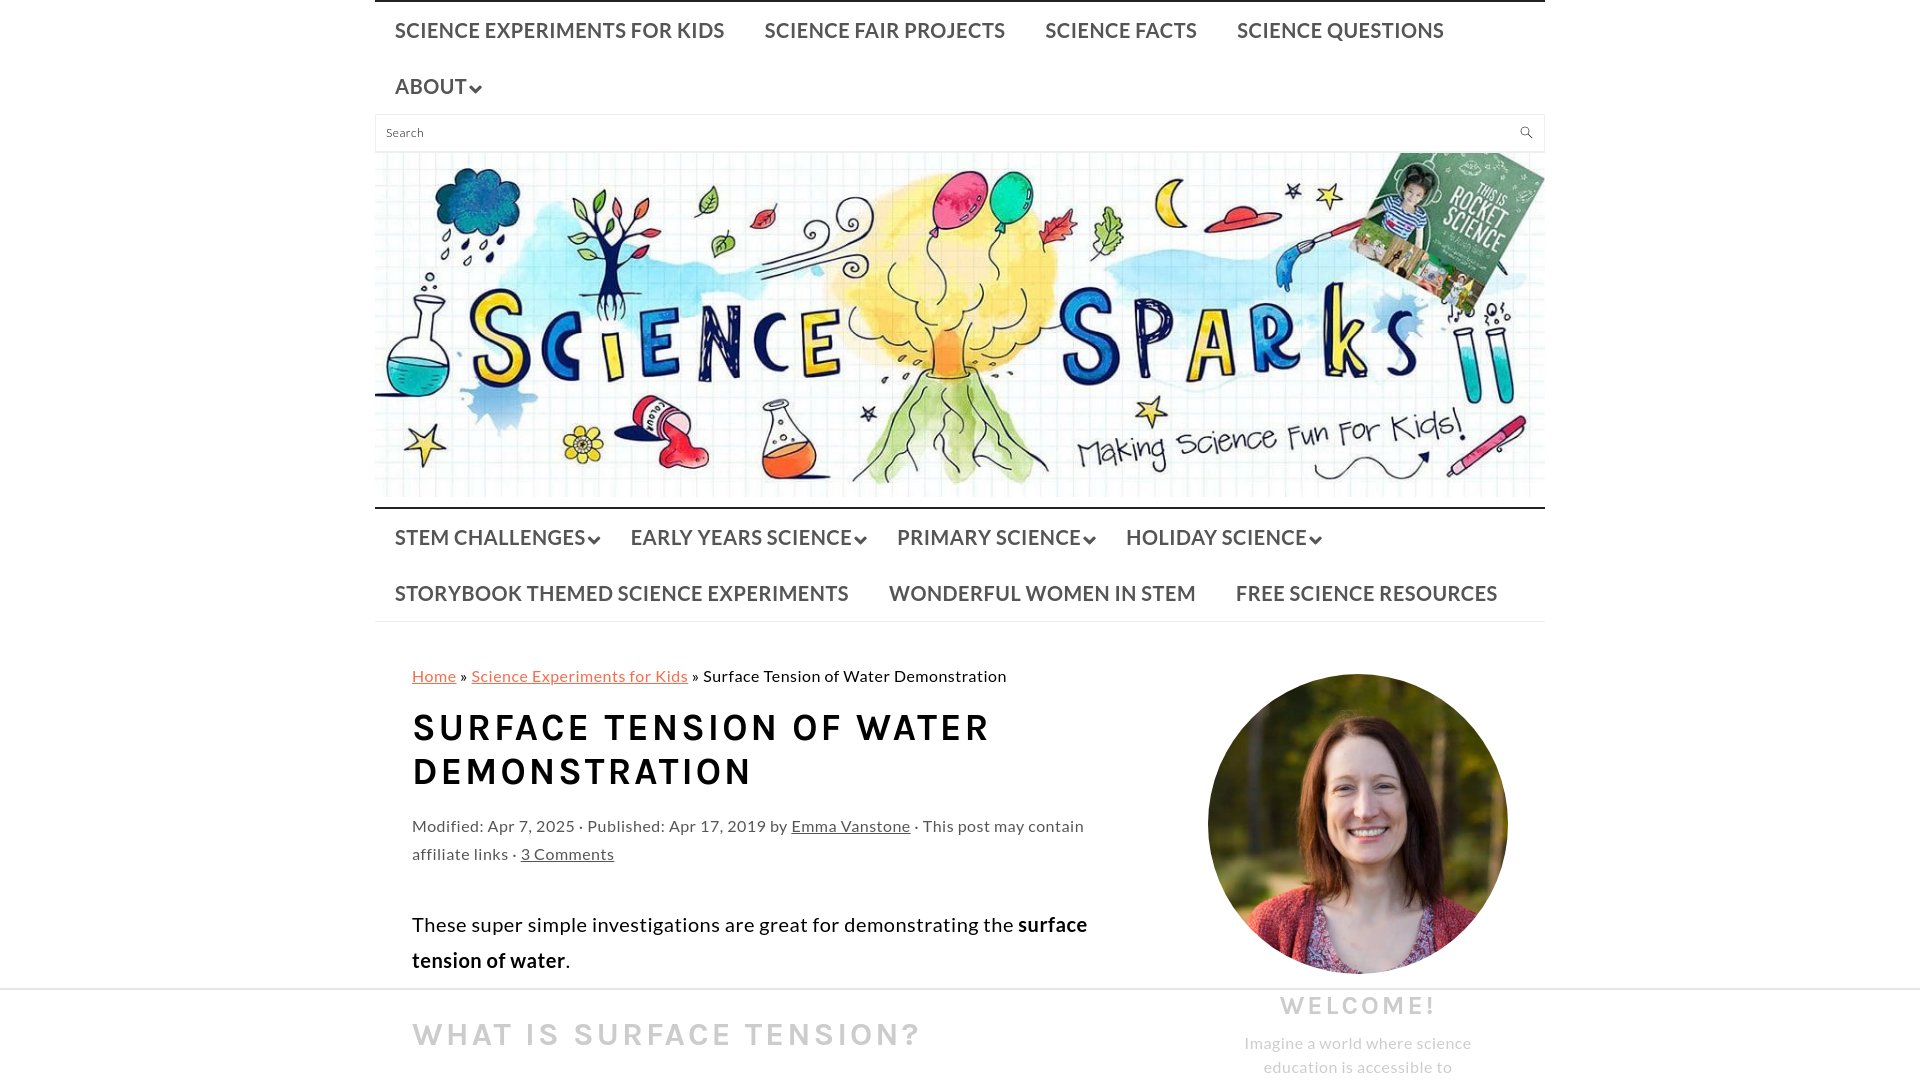 SCIENCE EXPERIMENTS FOR KIDS SCIENCE FAIR PROJECTS SCIENCE FACTS SCIENCE QUESTIONS
ABOUT
Search
THIS IS
ROCKET
SCIENCE
SCIENCE SPARKS
COLOUR
Making Science Fun For Kids!
STEM CHALLENGES EARLY YEARS SCIENCE PRIMARY SCIENCE HOLIDAY SCIENCE
STORYBOOK THEMED SCIENCE EXPERIMENTS WONDERFUL WOMEN IN STEM FREE SCIENCE RESOURCES
Home » Science Experiments for Kids » Surface Tension of Water Demonstration
SURFACE TENSION OF WATER
DEMONSTRATION
Modified: Apr 7, 2025 · Published: Apr 17, 2019 by Emma Vanstone · This post may contain
affiliate links · 3 Comments
These super simple investigations are great for demonstrating the surface
tension of water.
WHAT IS SURFACE TENSION?
WELCOME!
Imagine a world where science
education is accessible to